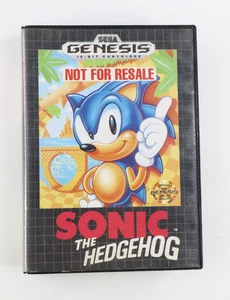 SEGA
GENESIS
16-BIT CARTRIDGE
NOT FOR RESALE
SONIC
THE
HEDGEHOG